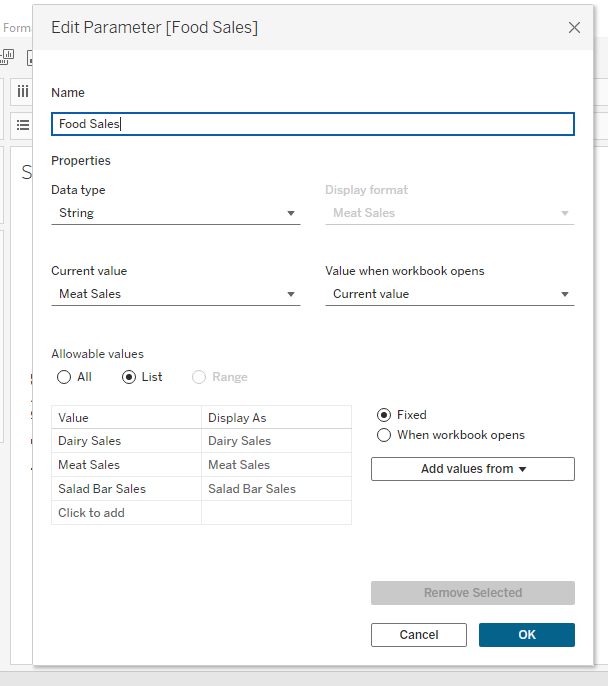 Form
Edit Parameter [Food Sales]
S
Name
Food Sales
Properties
Data type
Display format
String
Meat Sales
Current value
Value when workbook opens
Meat Sales
Current value
Allowable values
All
List
Range
Value
Display As
Dairy Sales
Dairy Sales
Meat Sales
Meat Sales
Salad Bar Sales
Salad Bar Sales
Click to add
Fixed
When workbook opens
Add values from
Remove Selected
Cancel
OK